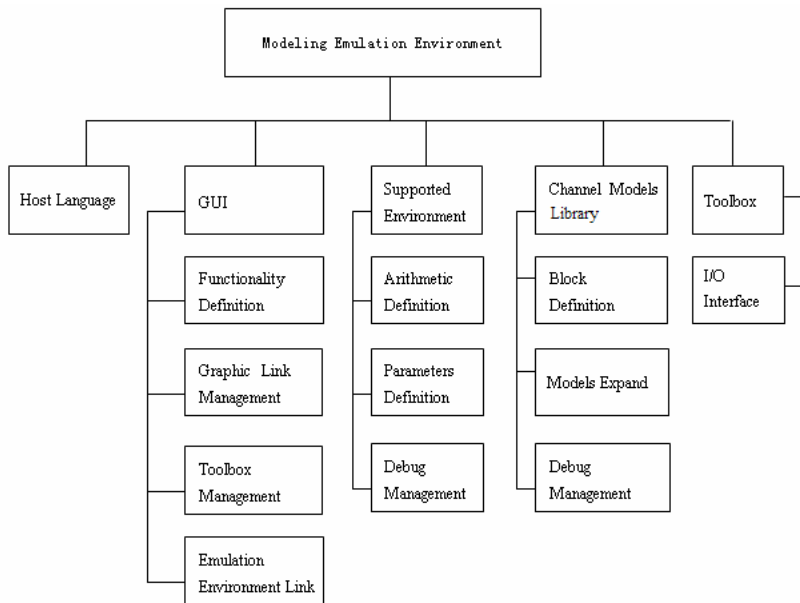 Modeling Emulation Environment
Host Language
GUI
Supported
Environment
Channel Models
Library
Toolbox
Functionality
Definition
Arithmetic
Definition
Block
Definition
I/O
Interface
Graphic Link
Management
Parameters
Definition
Models Expand
Toolbox
Management
Debug
Management
Debug
Management
Emulation
Environment Link